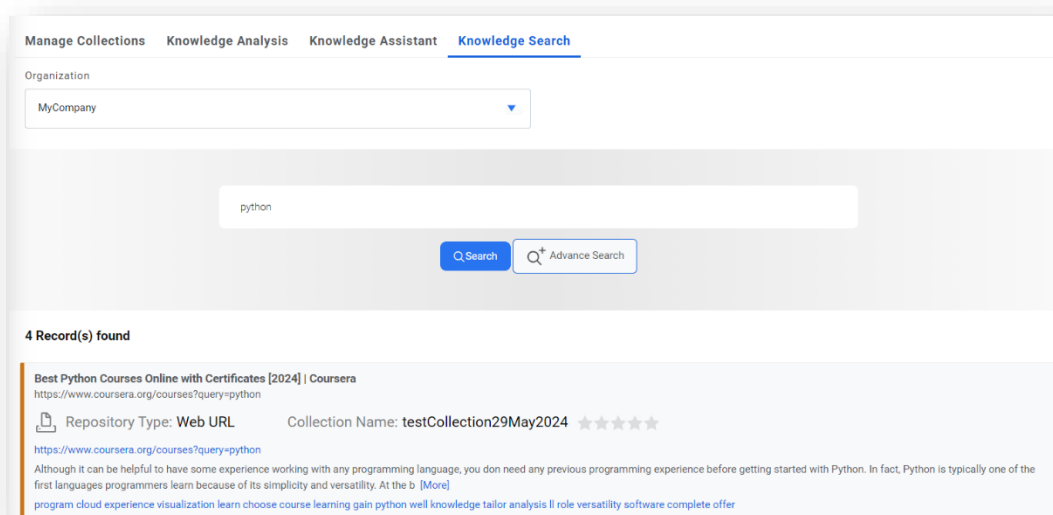 Manage Collections Knowledge Analysis Knowledge Assistant Knowledge Search
Organization
MyCompany
python
Search Advance Search
4 Record(s) found
Best Python Courses Online with Certificates [2024] | Coursera
https://www.coursera.org/courses?query=python
Repository Type: Web URL Collection Name: testCollection29May2024
https://www.coursera.org/courses?query=python
Although it can be helpful to have some experience working with any programming language, you don need any previous programming experience before getting started with Python. In fact, Python is typically one of the
first languages programmers learn because of its simplicity and versatility. At the b [More]
program cloud experience visualization learn choose course learning gain python well knowledge tailor analysis ll role versatility software complete offer